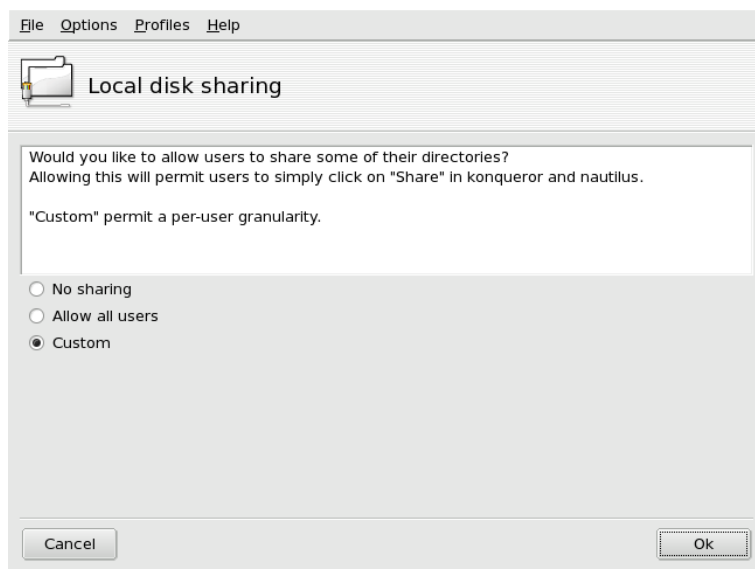 File Options Profiles Help
Local disk sharing
Would you like to allow users to share some of their directories?
Allowing this will permit users to simply click on "Share" in konqueror and nautilus.
"Custom" permit a per-user granularity.
No sharing
Allow all users
Custom
Cancel
Ok